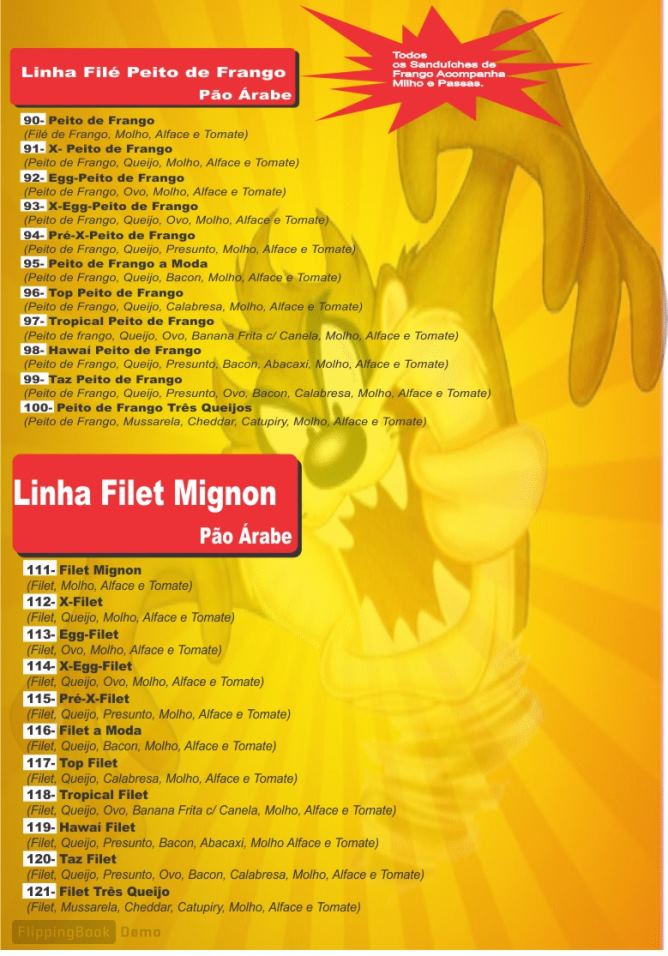 Linha Filé Peito de Frango
Pão Árabe
Todos
os Sanduíches de
Frango Acompanha
Milho e Passas.
90- Peito de Frango
(Filé de Frango, Molho, Alface e Tomate)
91- X- Peito de Frango
(Peito de Frango, Queijo, Molho, Alface e Tomate)
92- Egg-Peito de Frango
(Peito de Frango, Ovo, Molho, Alface e Tomate)
93- X-Egg-Peito de Frango
(Peito de Frango, Queijo, Ovo, Molho, Alface e Tomate)
94- Pré-X-Peito de Frango
(Peito de Frango, Queijo, Presunto, Molho, Alface e Tomate)
95- Peito de Frango a Moda
(Peito de Frango, Queijo, Bacon, Molho, Alface e Tomate)
96- Top Peito de Frango
(Peito de Frango, Queijo, Calabresa, Molho, Alface e Tomate)
97- Tropical Peito de Frango
(Peito de frango, Queijo, Ovo, Banana Frita c/ Canela, Molho, Alface e Tomate)
98- Hawaí Peito de Frango
(Peito de Frango, Queijo, Presunto, Bacon, Abacaxi, Molho, Alface e Tomate)
99- Taz Peito de Frango
(Peito de Frango, Queijo, Presunto, Ovo, Bacon, Calabresa, Molho, Alface e Tomate)
100- Peito de Frango Três Queijos
(Peito de Frango, Mussarela, Cheddar, Catupiry, Molho, Alface e Tomate)
Linha Filet Mignon
Pão Árabe
111- Filet Mignon
(Filet, Molho, Alface e Tomate)
112- X-Filet
(Filet, Queijo, Molho, Alface e Tomate)
113- Egg-Filet
(Filet, Ovo, Molho, Alface e Tomate)
114- X-Egg-Filet
(Filet, Queijo, Ovo, Molho, Alface e Tomate)
115- Pré-X-Filet
(Filet, Queijo, Presunto, Molho, Alface e Tomate)
116- Filet a Moda
(Filet, Queijo, Bacon, Molho, Alface e Tomate)
117- Top Filet
(Filet, Queijo, Calabresa, Molho, Alface e Tomate)
118- Tropical Filet
(Filet, Queijo, Ovo, Banana Frita c/ Canela, Molho, Alface e Tomate)
119- Hawaí Filet
(Filet, Queijo, Presunto, Bacon, Abacaxi, Molho Alface e Tomate)
120- Taz Filet
(Filet, Queijo, Presunto, Ovo, Bacon, Calabresa, Molho, Alface e Tomate)
121- Filet Três Queijo
(Filet, Mussarela, Cheddar, Catupiry, Molho, Alface e Tomate)
FlippingBook Demo